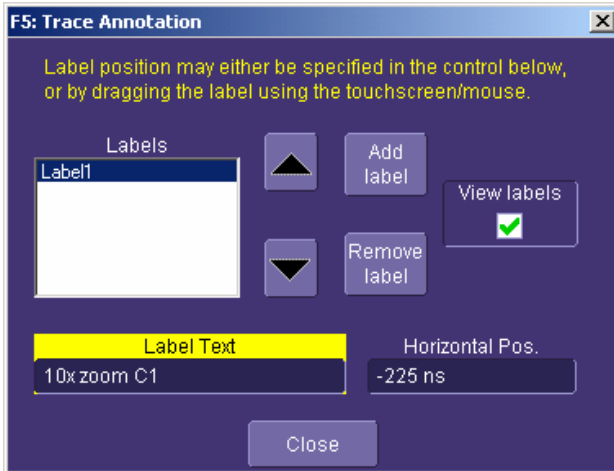 F5: Trace Annotation
Label position may either be specified in the control below,
or by dragging the label using the touchscreen/mouse.
Labels
Label1
Add
label
View labels
Remove
label
Label Text
10x zoom C1
Horizontal Pos.
-225 ns
Close